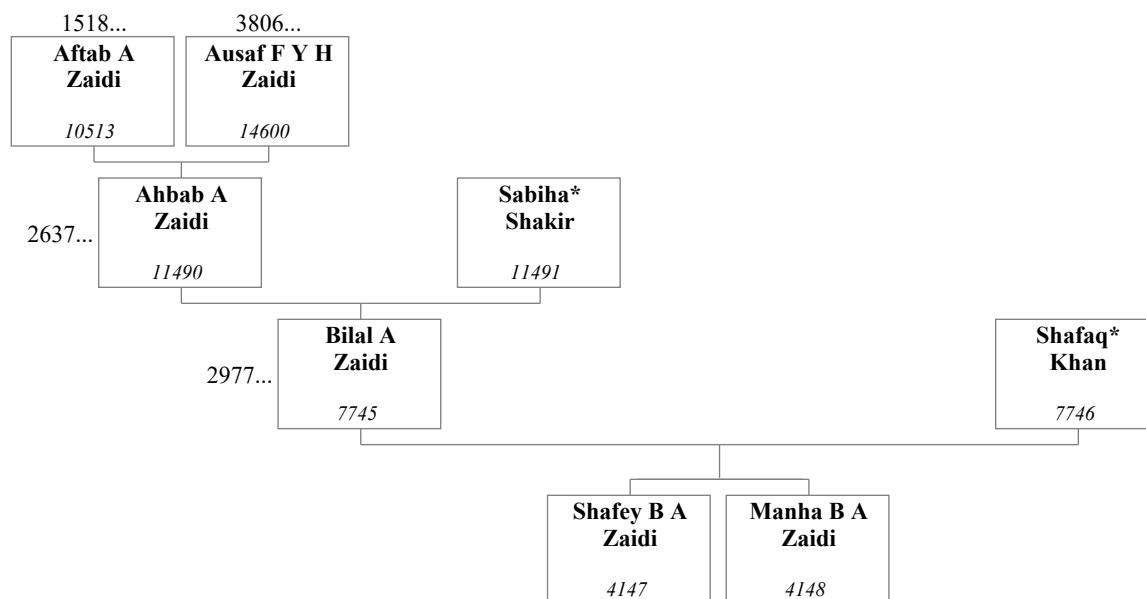 1518...
3806...
Aftab A
Zaidi
10513
Ausaf F Y H
Zaidi
14600
2637...
Ahbab A
Zaidi
11490
Sabiha*
Shakir
11491
2977...
Bilal A
Zaidi
7745
Shafaq*
Khan
7746
Shafey B A
Zaidi
4147
Manha B A
Zaidi
4148